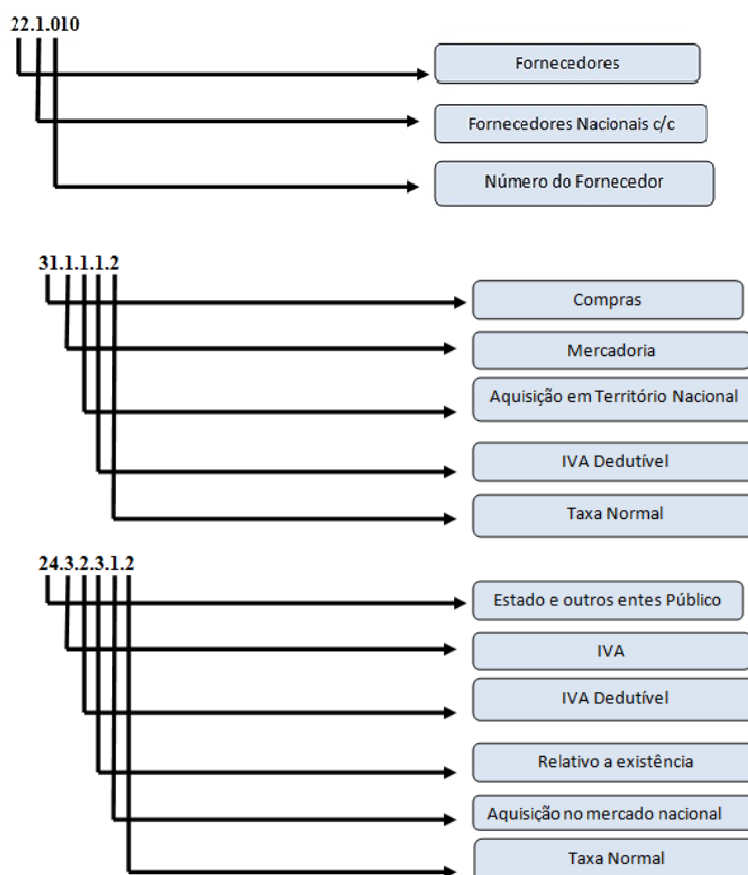 22.1.010
Fornecedores
Fornecedores Nacionais c/c
Número do Fornecedor
31.1.1.1.2
Compras
Mercadoria
Aquisição em Território Nacional
IVA Dedutível
Taxa Normal
24.3.2.3.1.2
Estado e outros entes Público
IVA
IVA Dedutível
Relativo a existência
Aquisição no mercado nacional
Taxa Normal